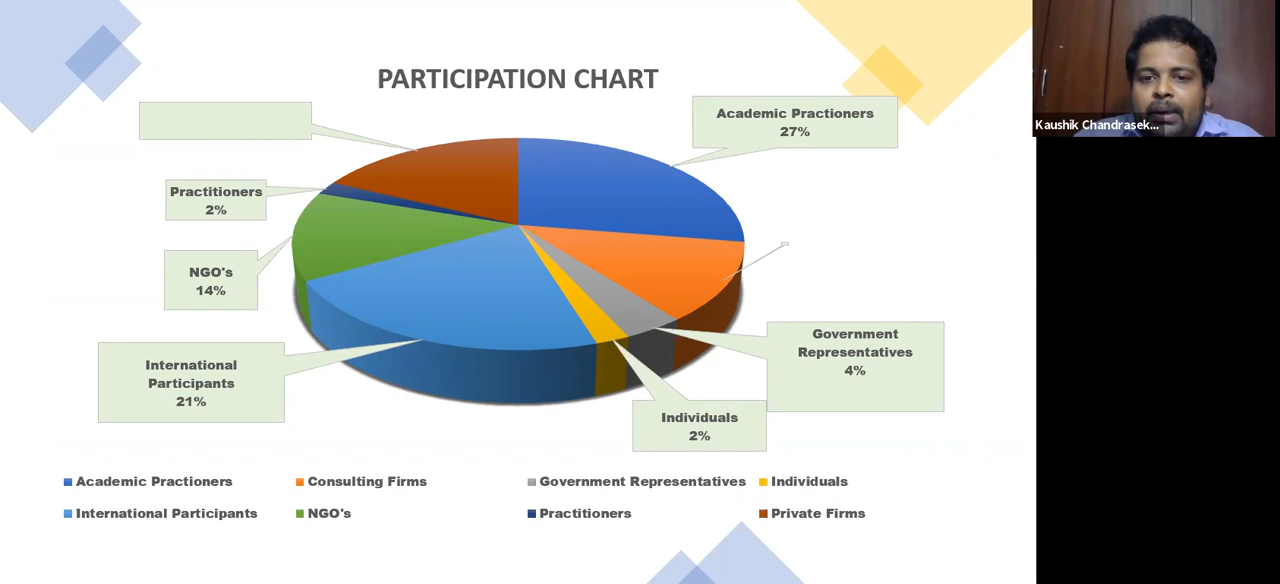 PARTICIPATION CHART
Academic Practioners
27%
Practitioners
2%
NGO's
14%
International
Participants
21%
Government
Representatives
4%
Individuals
2%
Academic Practioners
Consulting Firms
Government Representatives
Individuals
International Participants
NGO's
Practitioners
Private Firms
Kaushik Chandrasek...